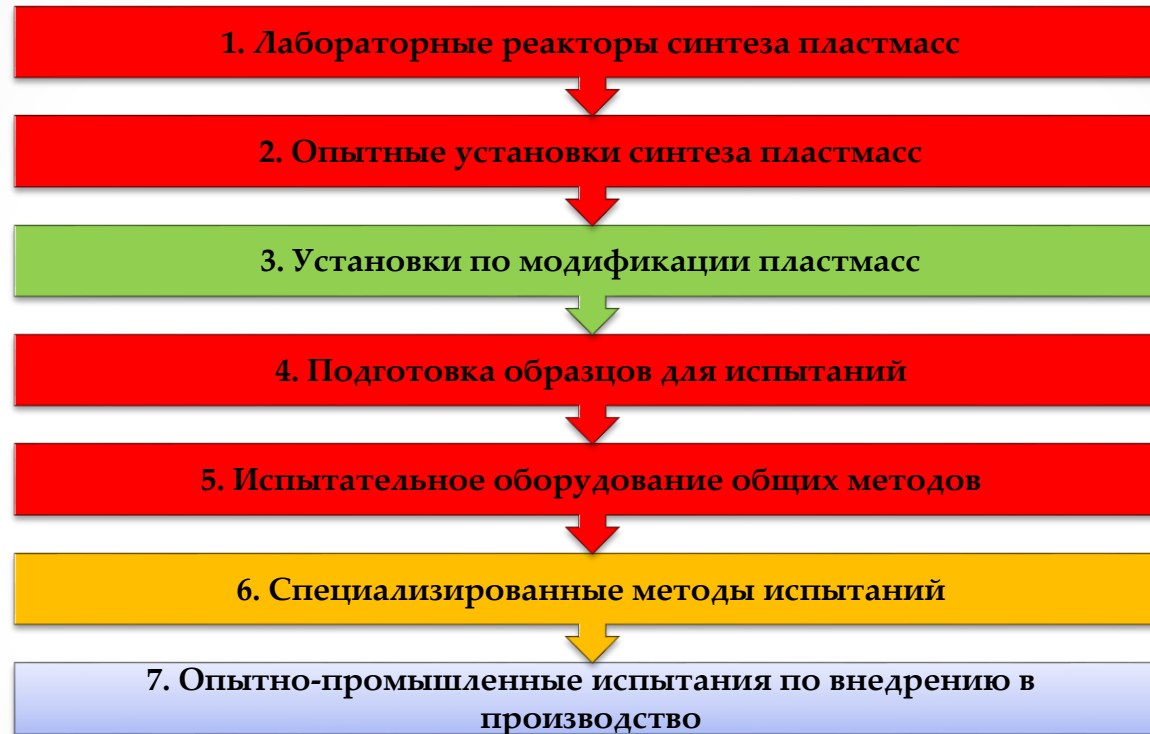 1. Лабораторные реакторы синтеза пластмасс
2. Опытные установки синтеза пластмасс
3. Установки по модификации пластмасс
4. Подготовка образцов для испытаний
5. Испытательное оборудование общих методов
6. Специализированные методы испытаний
7. Опытно-промышленные испытания по внедрению в
производство